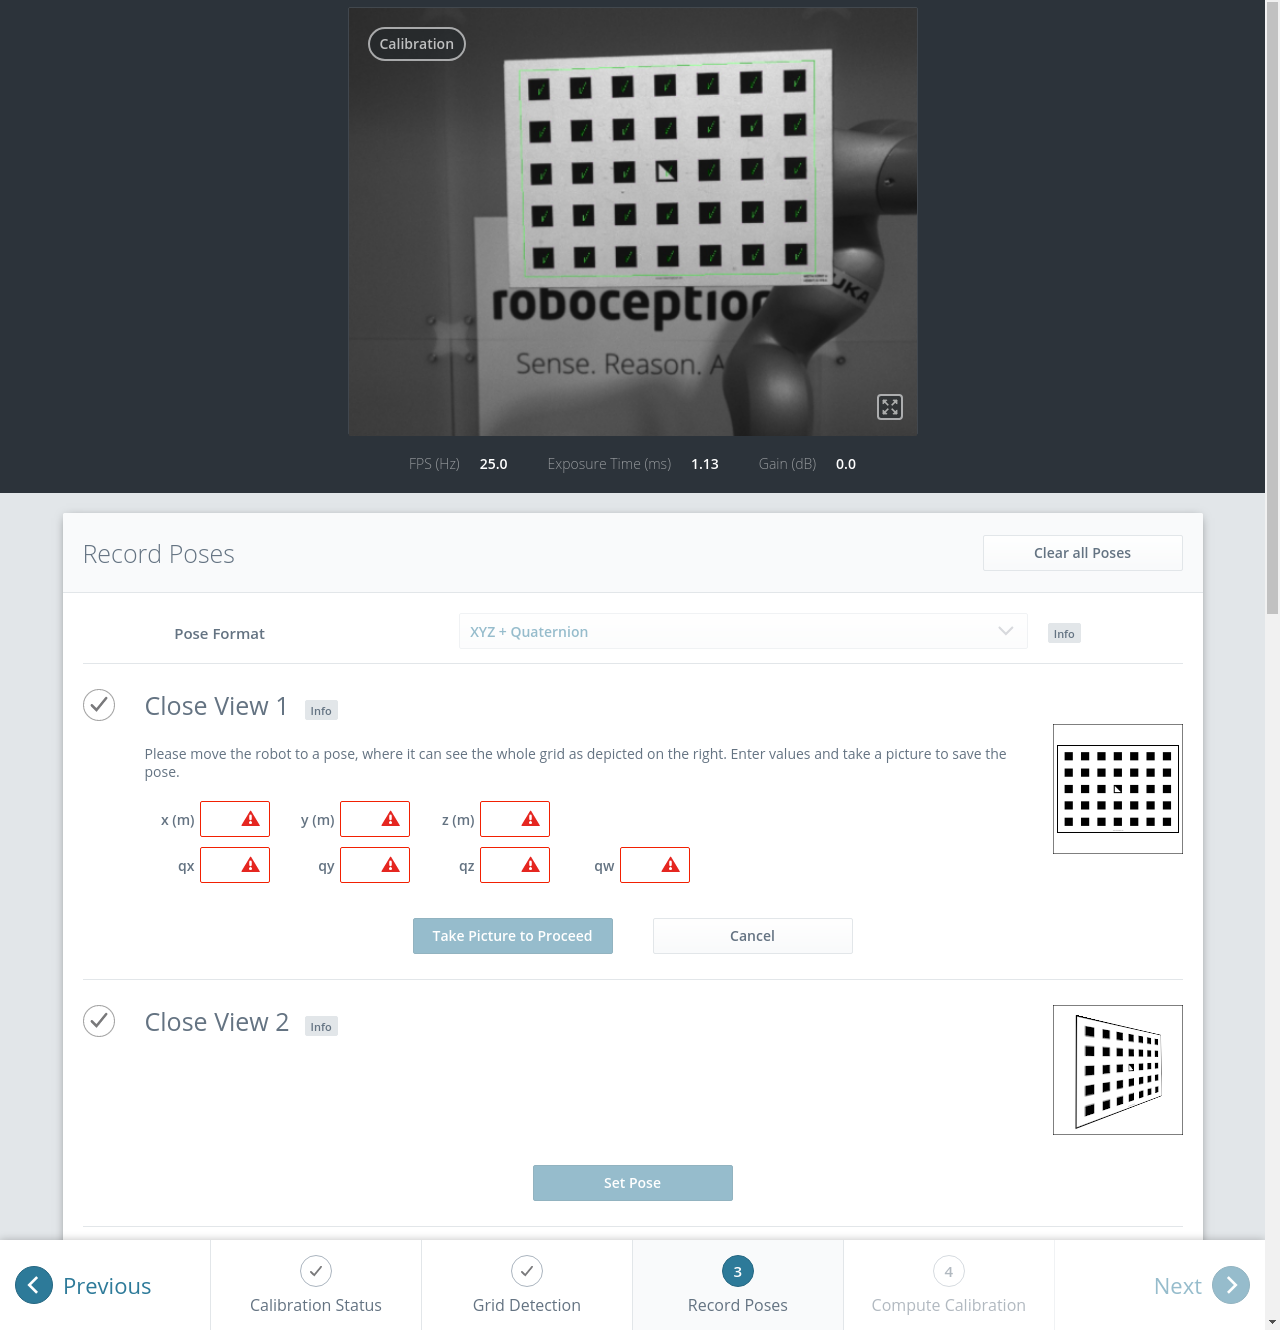 Calibration
roboception
Sense. Reason. A
UKA
FPS (Hz) 25.0 Exposure Time (ms) 1.13 Gain (dB) 0.0
Record Poses
Clear all Poses
Pose Format XYZ + Quaternion Info
Close View 1 Info
Please move the robot to a pose, where it can see the whole grid as depicted on the right. Enter values and take a picture to save the
pose.
x (m) y (m) z (m)
qx qy qz qw
Take Picture to Proceed Cancel
Close View 2 Info
Set Pose
Previous
Calibration Status
Grid Detection
3
Record Poses
4
Compute Calibration
Next